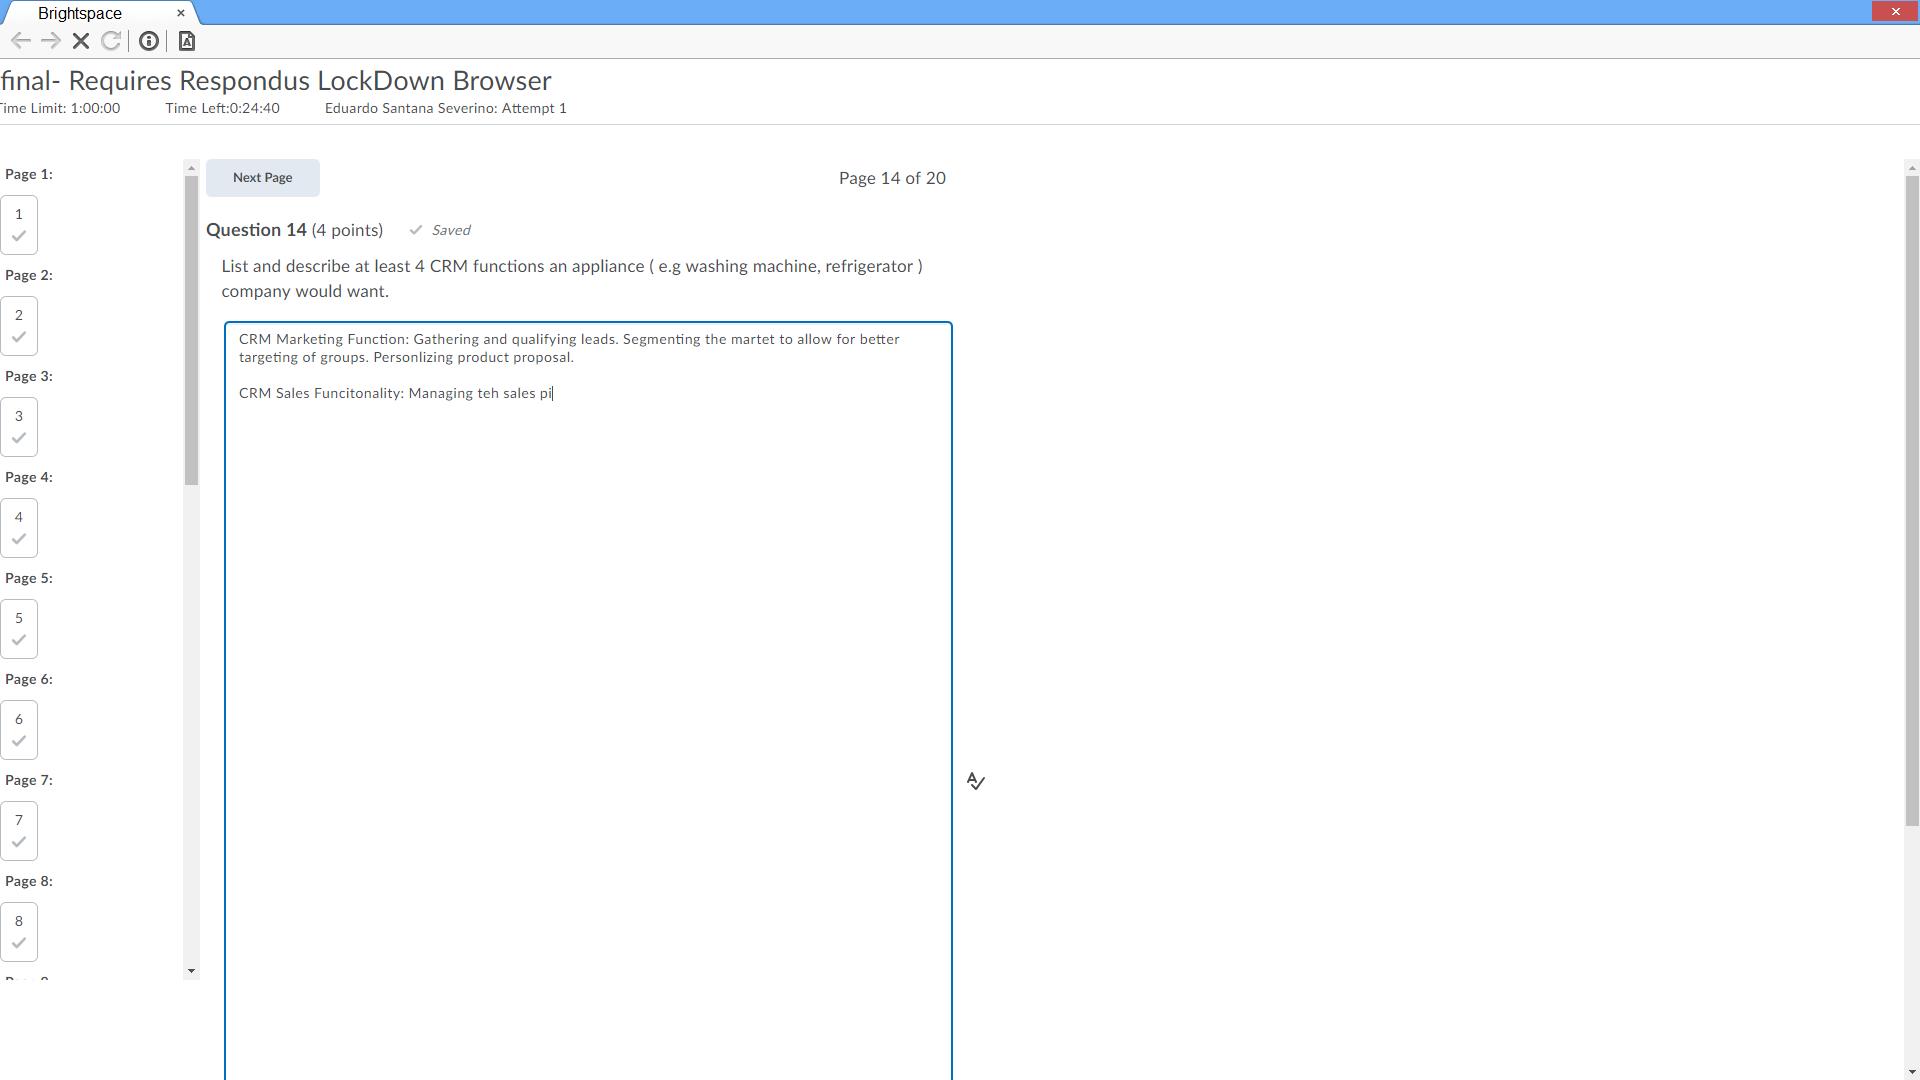 Brightspace
final- Requires Respondus LockDown Browser
Time Limit: 1:00:00 Time Left:0:24:40 Eduardo Santana Severino: Attempt 1
Page 1:
1
Page 2:
2
Page 3:
3
Page 4:
4
Page 5:
5
Page 6:
6
Page 7:
7
Page 8:
8
Next Page
Page 14 of 20
Question 14 (4 points) Saved
List and describe at least 4 CRM functions an appliance ( e.g washing machine, refrigerator )
company would want.
CRM Marketing Function: Gathering and qualifying leads. Segmenting the martet to allow for better
targeting of groups. Personlizing product proposal.
CRM Sales Funcitonality: Managing teh sales pi